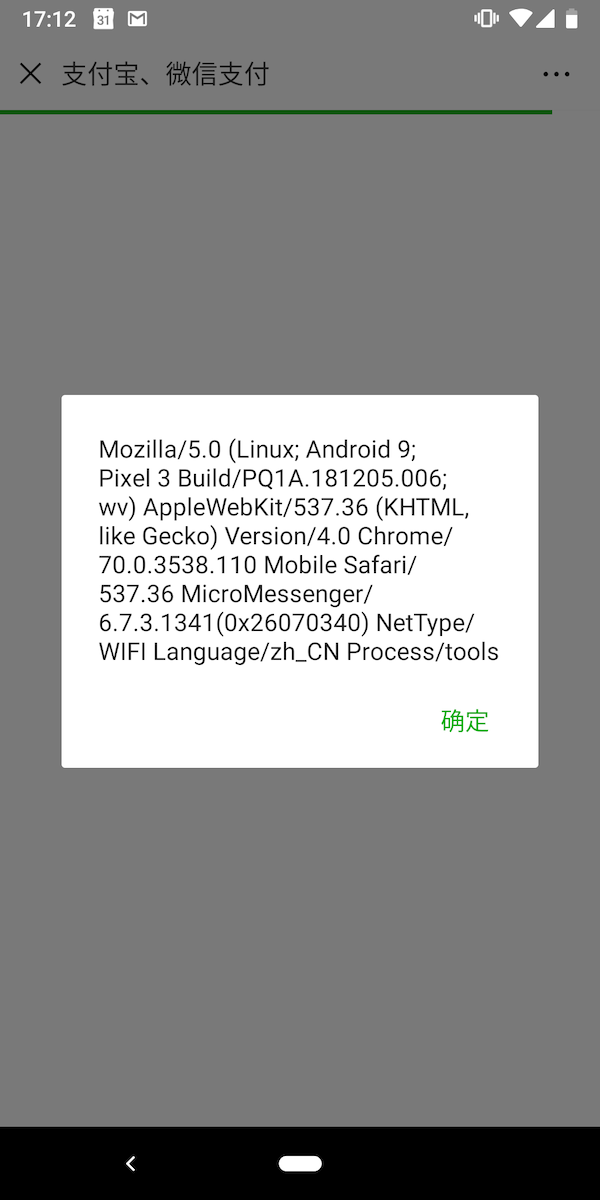 17:12 31
支付宝、微信支付
Mozilla/5.0 (Linux; Android 9;
Pixel 3 Build/PQ1A.181205.006;
wv) AppleWebKit/537.36 (KHTML,
like Gecko) Version/4.0 Chrome/
70.0.3538.110 Mobile Safari/
537.36 MicroMessenger/
6.7.3.1341(0x26070340) NetType/
WIFI Language/zh_CN Process/tools
确定